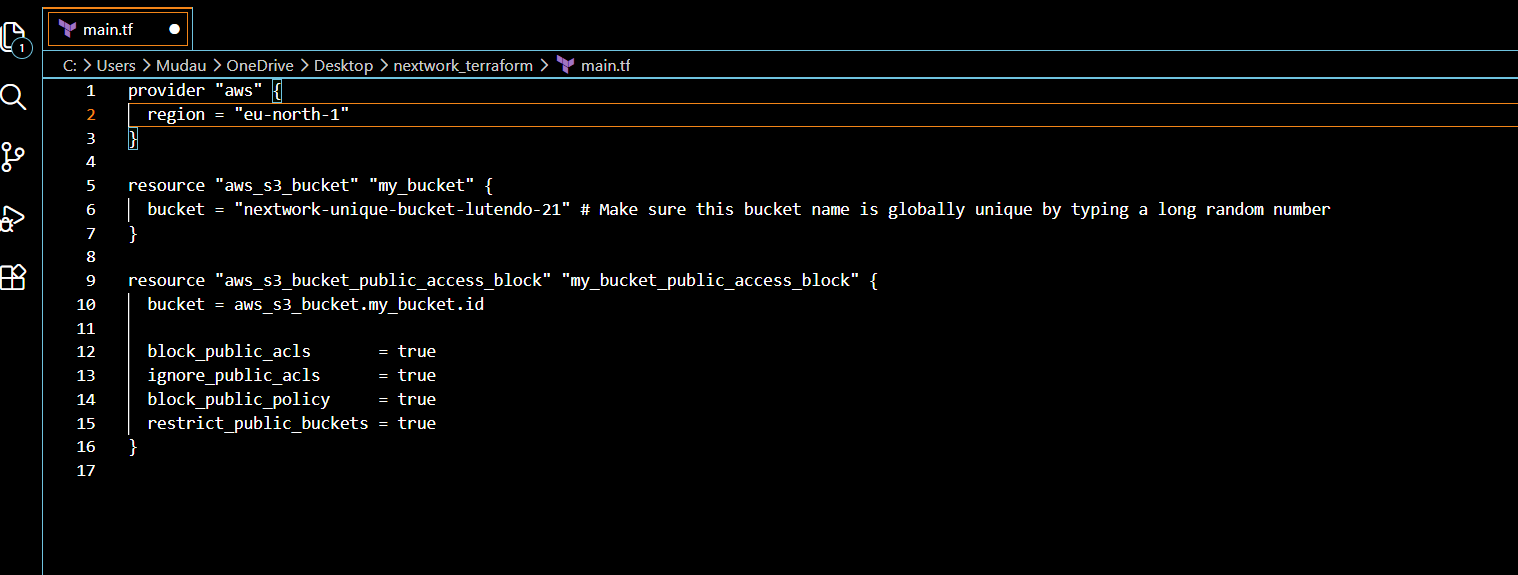 main.tf
1
C: > Users > Mudau > OneDrive > Desktop > nextwork_terraform > main.tf
1 provider "aws" {
2   region = "eu-north-1"
3 }
4
5 resource "aws_s3_bucket" "my_bucket" {
6   bucket = "nextwork-unique-bucket-lutendo-21" # Make sure this bucket name is globally unique by typing a long random number
7 }
8
9 resource "aws_s3_bucket_public_access_block" "my_bucket_public_access_block" {
10   bucket = aws_s3_bucket.my_bucket.id
11
12   block_public_acls       = true
13   ignore_public_acls      = true
14   block_public_policy     = true
15   restrict_public_buckets = true
16 }
17